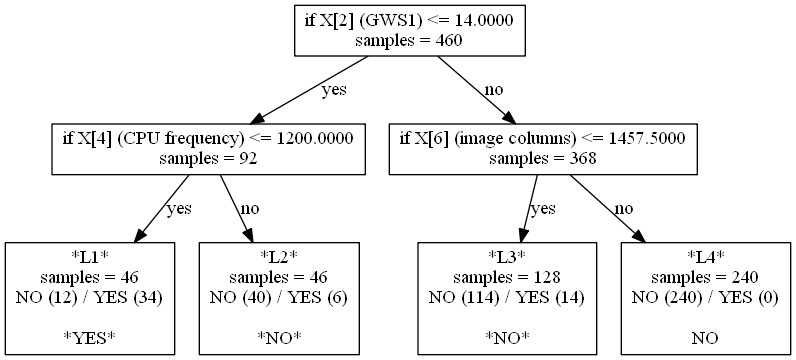 if X[2] (GWS1) <= 14.0000
samples = 460
yes
no
if X[4] (CPU frequency) <= 1200.0000
samples = 92
if X[6] (image columns) <= 1457.5000
samples = 368
yes
no
yes
no
*L1*
samples = 46
NO (12) / YES (34)
*YES*
*L2*
samples = 46
NO (40) / YES (6)
*NO*
*L3*
samples = 128
NO (114) / YES (14)
*NO*
*L4*
samples = 240
NO (240) / YES (0)
NO